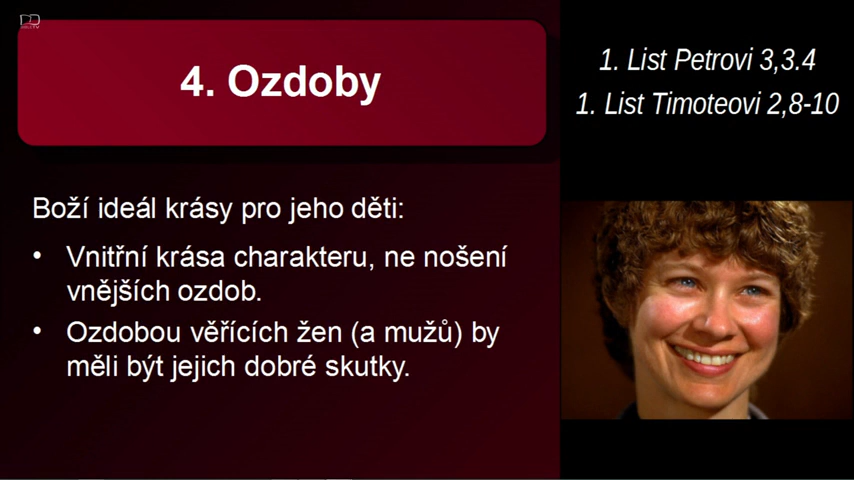 4. Ozdoby
1. List Petrovi 3,3.4
1. List Timoteovi 2,8-10
Boží ideál krásy pro jeho děti:
• Vnitřní krása charakteru, ne nošení
vnějších ozdob.
• Ozdobou věřících žen (a mužů) by
měli být jejich dobré skutky.